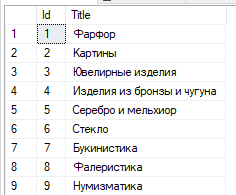 Id Title
1 1 Фарфор
2 2 Картины
3 3 Ювелирные изделия
4 4 Изделия из бронзы и чугуна
5 5 Серебро и мельхиор
6 6 Стекло
7 7 Букинистика
8 8 Фалеристика
9 9 Нумизматика